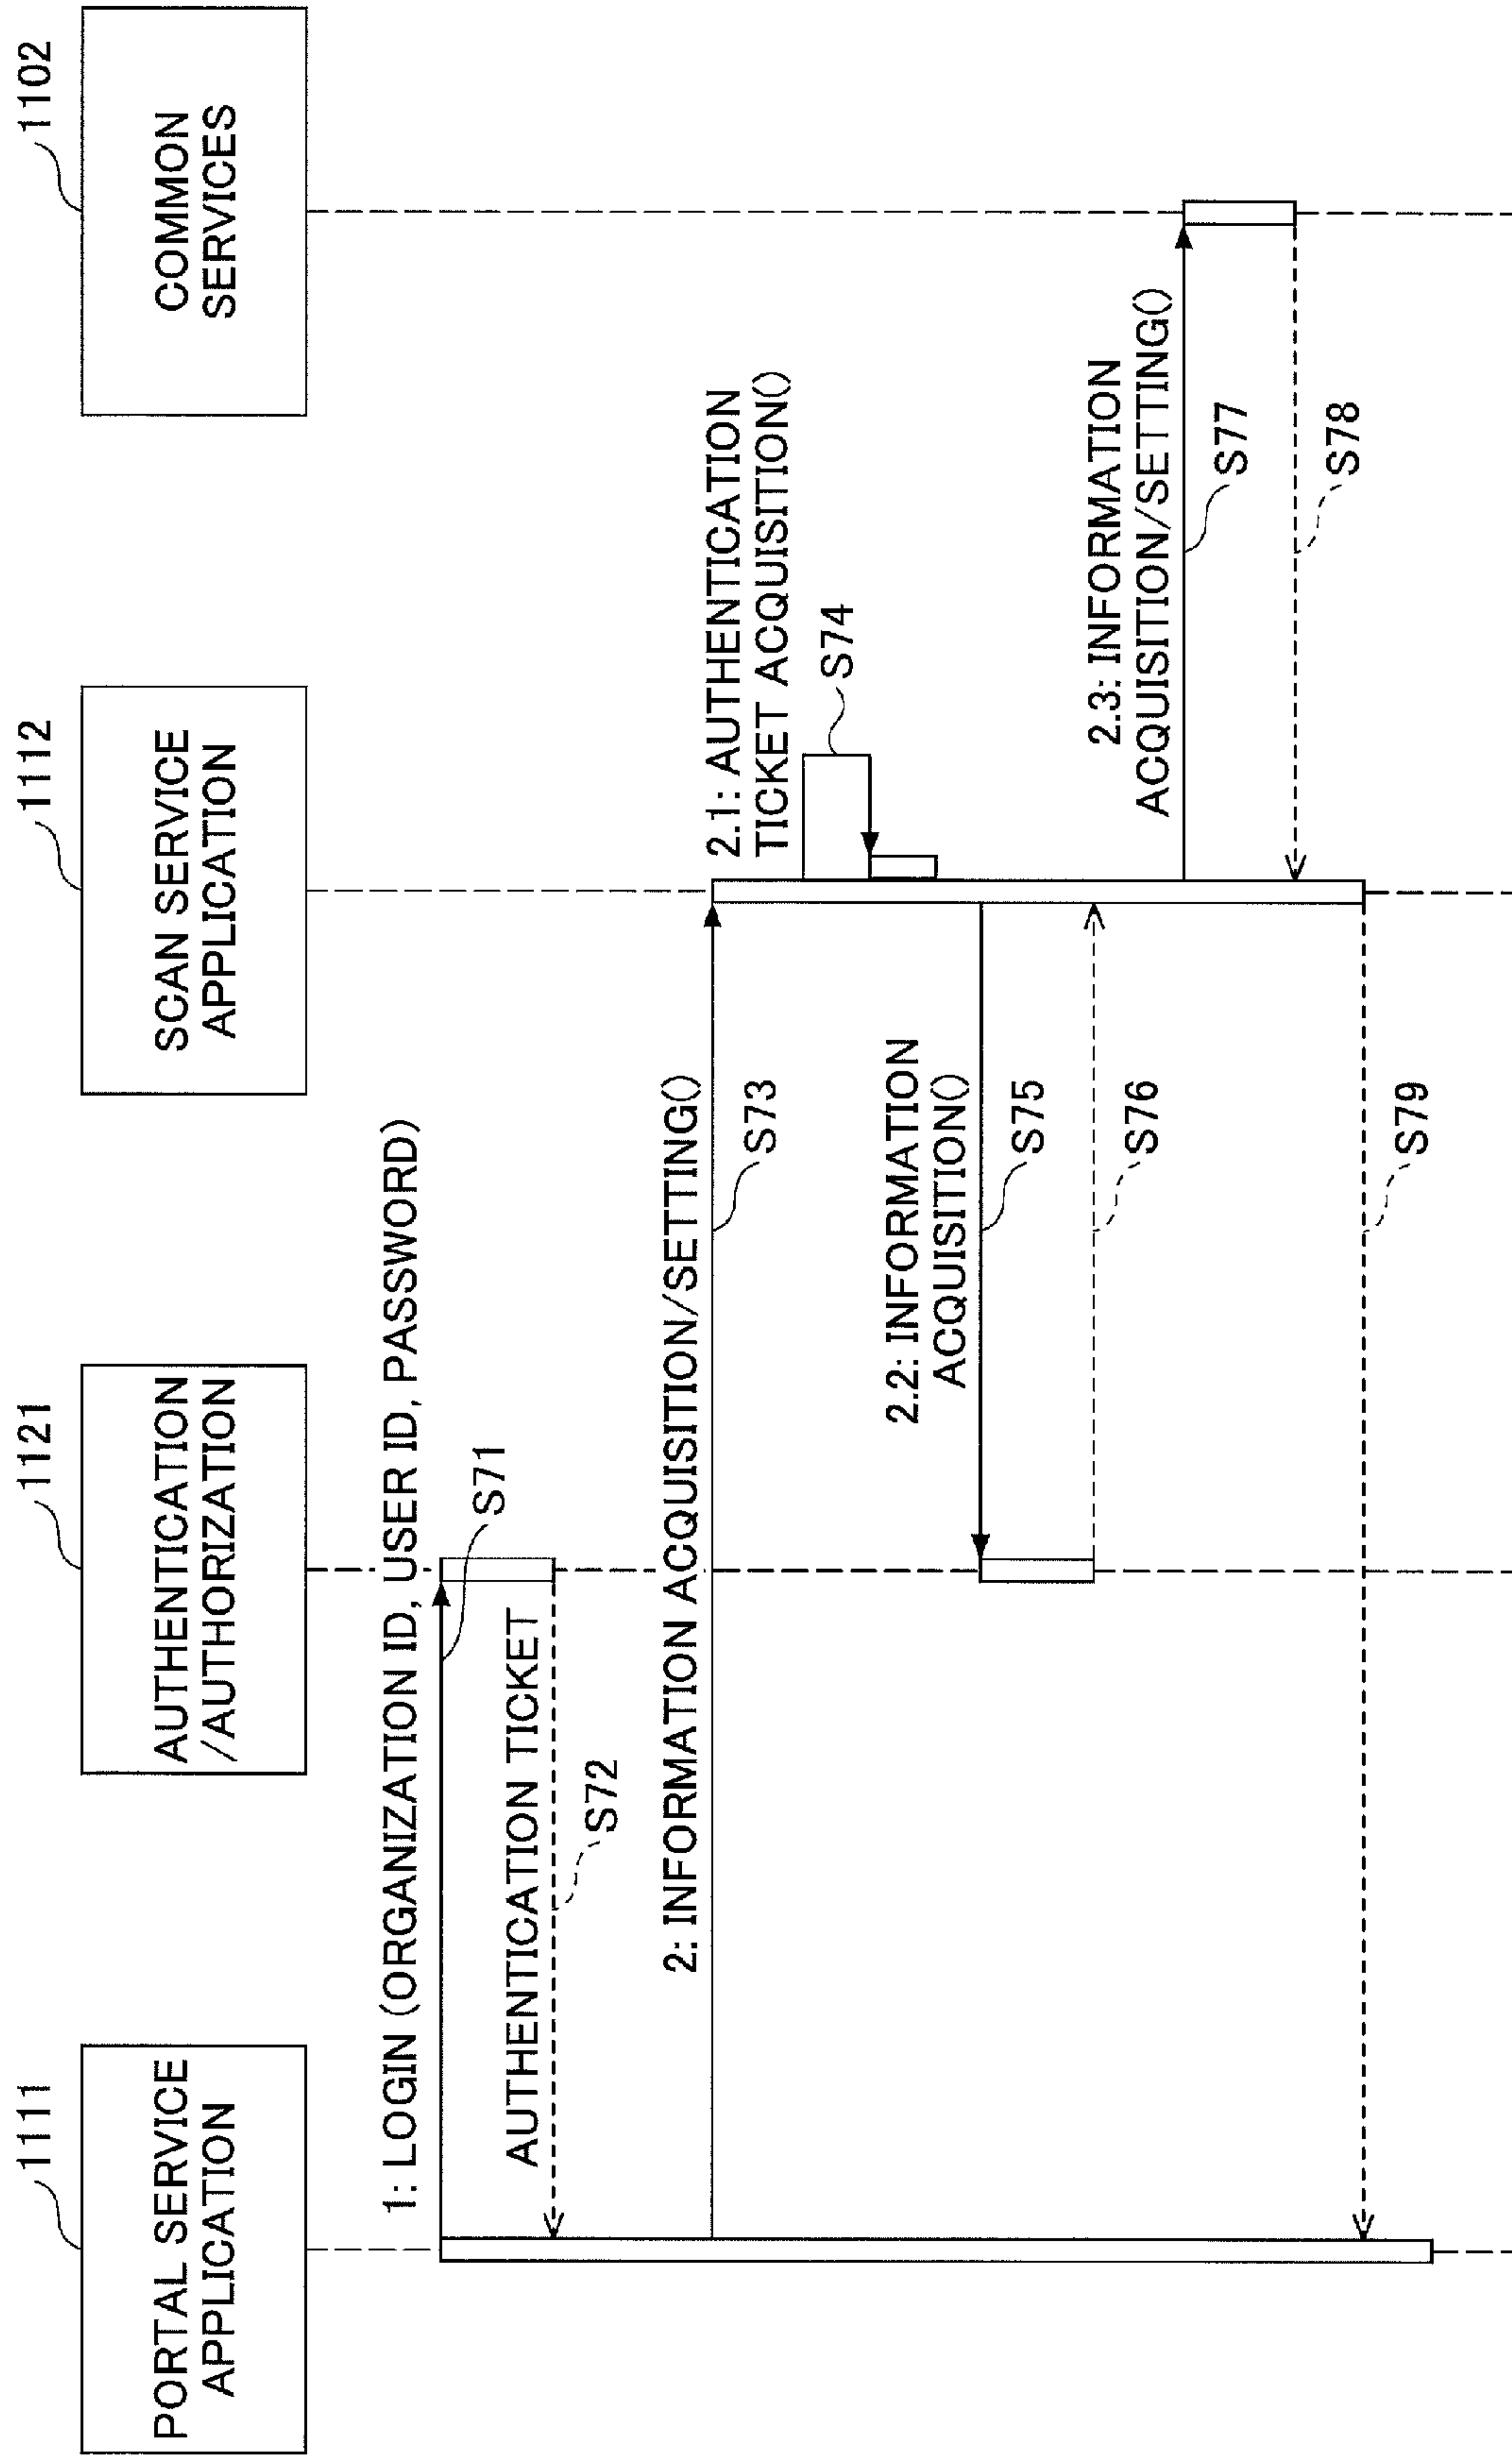 1111
PORTAL SERVICE
APPLICATION
1121
AUTHENTICATION
/AUTHORIZATION
1112
SCAN SERVICE
APPLICATION
1102
COMMON
SERVICES
1: LOGIN (ORGANIZATION ID, USER ID, PASSWORD)
S71
AUTHENTICATION TICKET
S72
2: INFORMATION ACQUISITION/SETTING()
S73
2.1: AUTHENTICATION
TICKET ACQUISITION()
S74
2.2: INFORMATION
ACQUISITION()
S75
S76
2.3: INFORMATION
ACQUISITION/SETTING()
S77
S78
S79